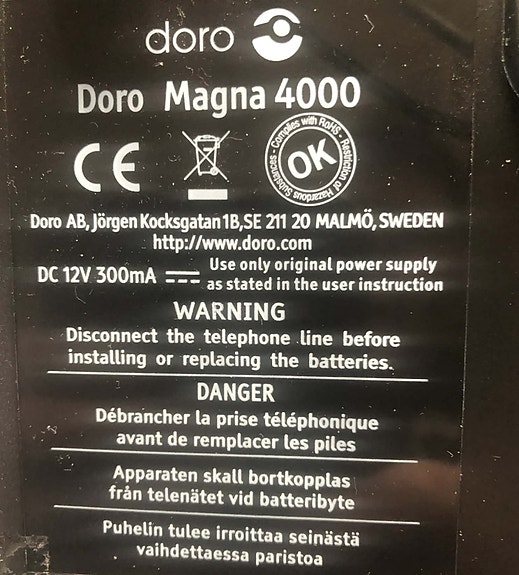 doro
Doro Magna 4000
CE
Complies with RoHS - Restriction of Hazardous Substances -
OK
Doro AB, Jörgen Kocksgatan 1B, SE 211 20 MALMÖ, SWEDEN
http://www.doro.com
DC 12V 300mA
Use only original power supply
as stated in the user instruction
WARNING
Disconnect the telephone line before
installing or replacing the batteries.
DANGER
Débrancher la prise téléphonique
avant de remplacer les piles
Apparaten skall bortkopplas
från telenätet vid batteribyte
Puhelin tulee irroittaa seinästä
vaihdettaessa paristoa